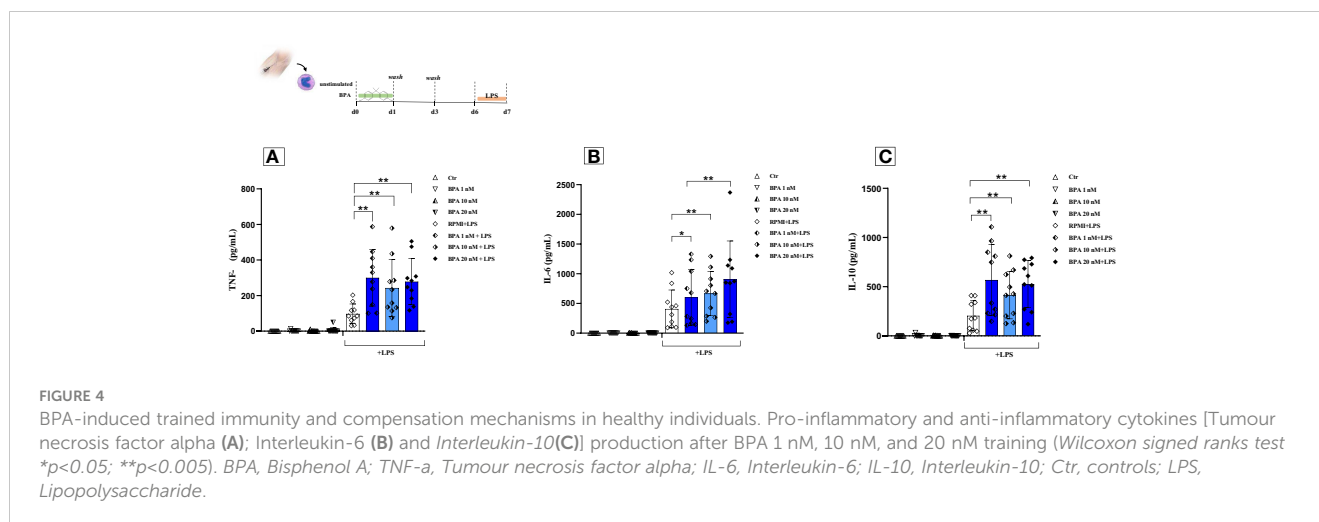 wash
wash
unstimulated
BPA
LPS
d0
d1
d3
d6
d7
A
B
C
TNF- (pg/mL)
800
600
400
200
0
**
**
**
+LPS
Ctr
BPA 1 nM
BPA 10 nM
BPA 20 nM
RPMI+LPS
BPA 1 nM + LPS
BPA 10 nM + LPS
BPA 20 nM + LPS
IL-6 (pg/mL)
2500
2000
1500
1000
500
0
**
**
*
+LPS
Ctr
BPA 1 nM
BPA 10 nM
BPA 20 nM
RPMI+LPS
BPA 1 nM+LPS
BPA 10 nM+LPS
BPA 20 nM+LPS
IL-10 (pg/mL)
1500
1000
500
0
**
**
**
+LPS
Ctr
BPA 1 nM
BPA 10 nM
BPA 20 nM
RPMI+LPS
BPA 1 nM+LPS
BPA 10 nM+LPS
BPA 20 nM+LPS
FIGURE 4
BPA-induced trained immunity and compensation mechanisms in healthy individuals. Pro-inflammatory and anti-inflammatory cytokines [Tumour
necrosis factor alpha (A); Interleukin-6 (B) and Interleukin-10(C)] production after BPA 1 nM, 10 nM, and 20 nM training (Wilcoxon signed ranks test
*p<0.05; **p<0.005). BPA, Bisphenol A; TNF-a, Tumour necrosis factor alpha; IL-6, Interleukin-6; IL-10, Interleukin-10; Ctr, controls; LPS,
Lipopolysaccharide.